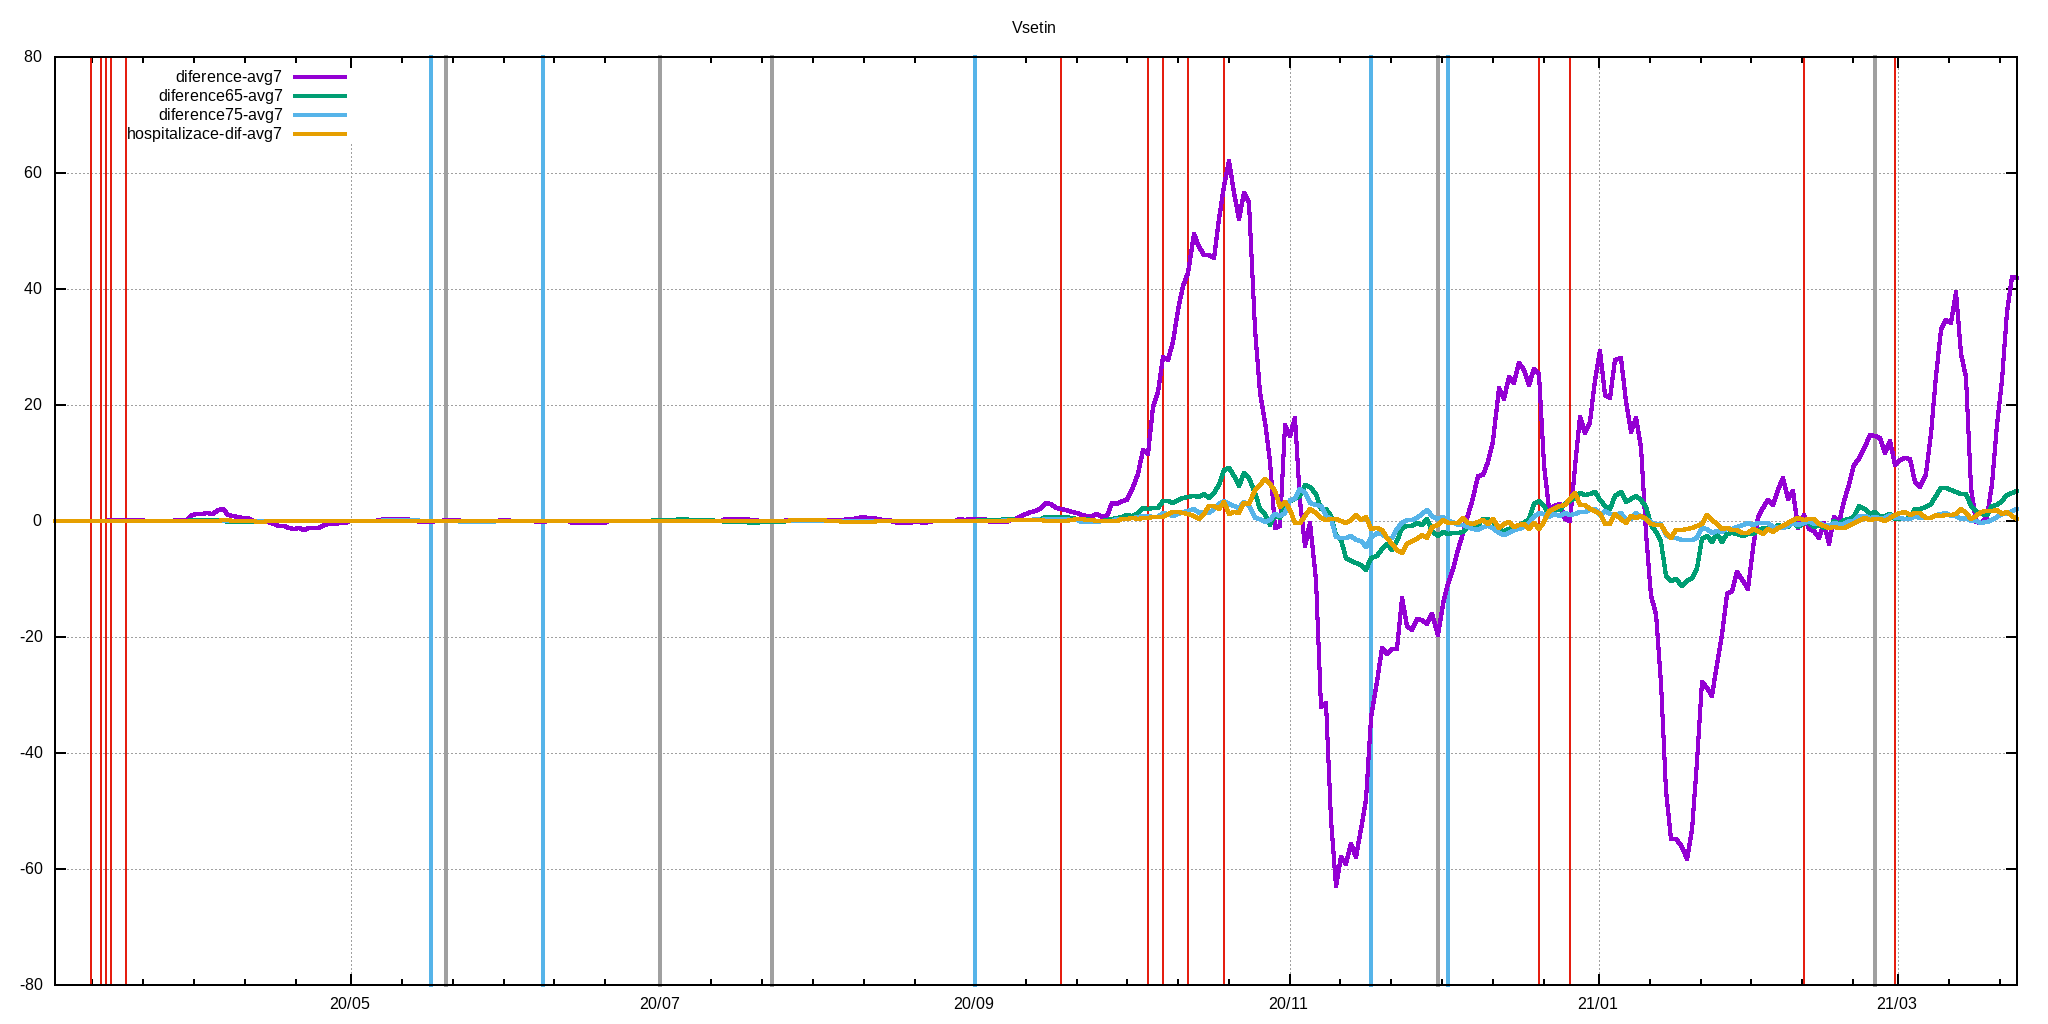 Vsetin
80
diference-avg7
diference65-avg7
diference75-avg7
hospitalizace-dif-avg7
60
40
20
0
-20
-40
-60
-80
20/05 20/07 20/09 20/11 21/01 21/03